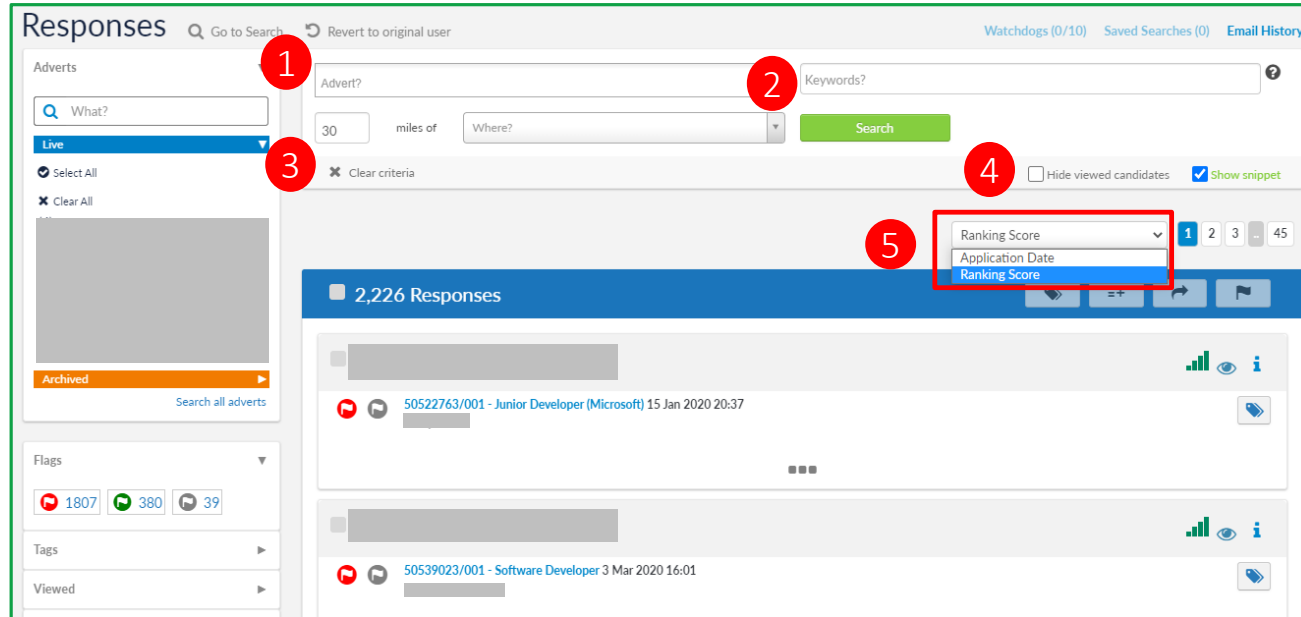 Responses Go to Search Revert to original user Watchdogs (0/10) Saved Searches (0) Email History
Adverts
1
Advert?
2
Keywords?
What?
30 miles of Where? Search
Live
3
Clear criteria
4
Hide viewed candidates Show snippet
Select All
Clear All
5
Ranking Score
1 2 3 .. 45
Application Date
Ranking Score
2,226 Responses
Archived
Search all adverts
50522763/001 - Junior Developer (Microsoft) 15 Jan 2020 20:37
Flags
1807 380 39
Tags
50539023/001 - Software Developer 3 Mar 2020 16:01
Viewed